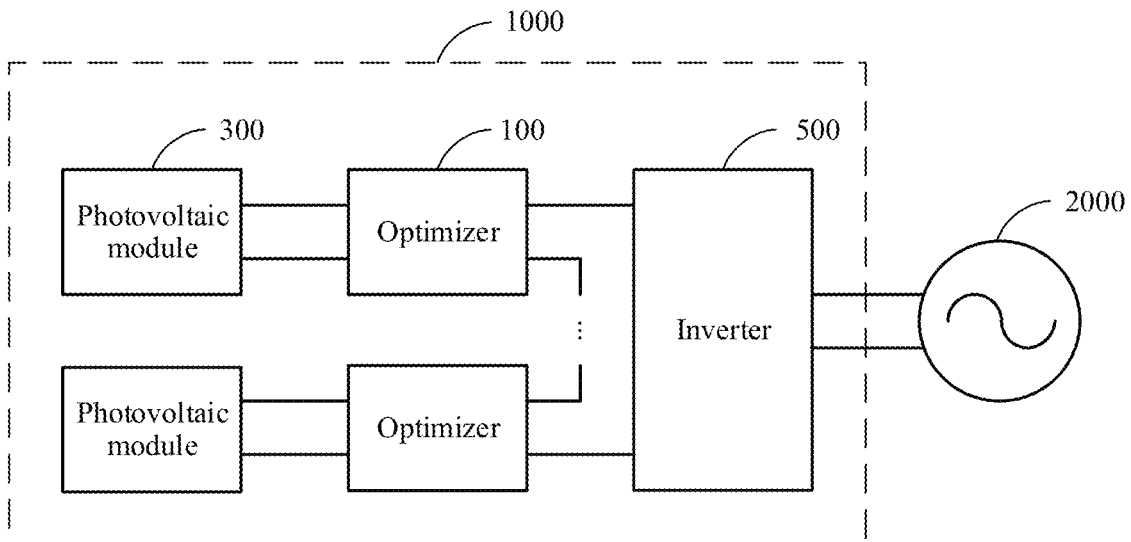 1000
300
100
500
2000
Photovoltaic
module
Optimizer
Inverter
Photovoltaic
module
Optimizer